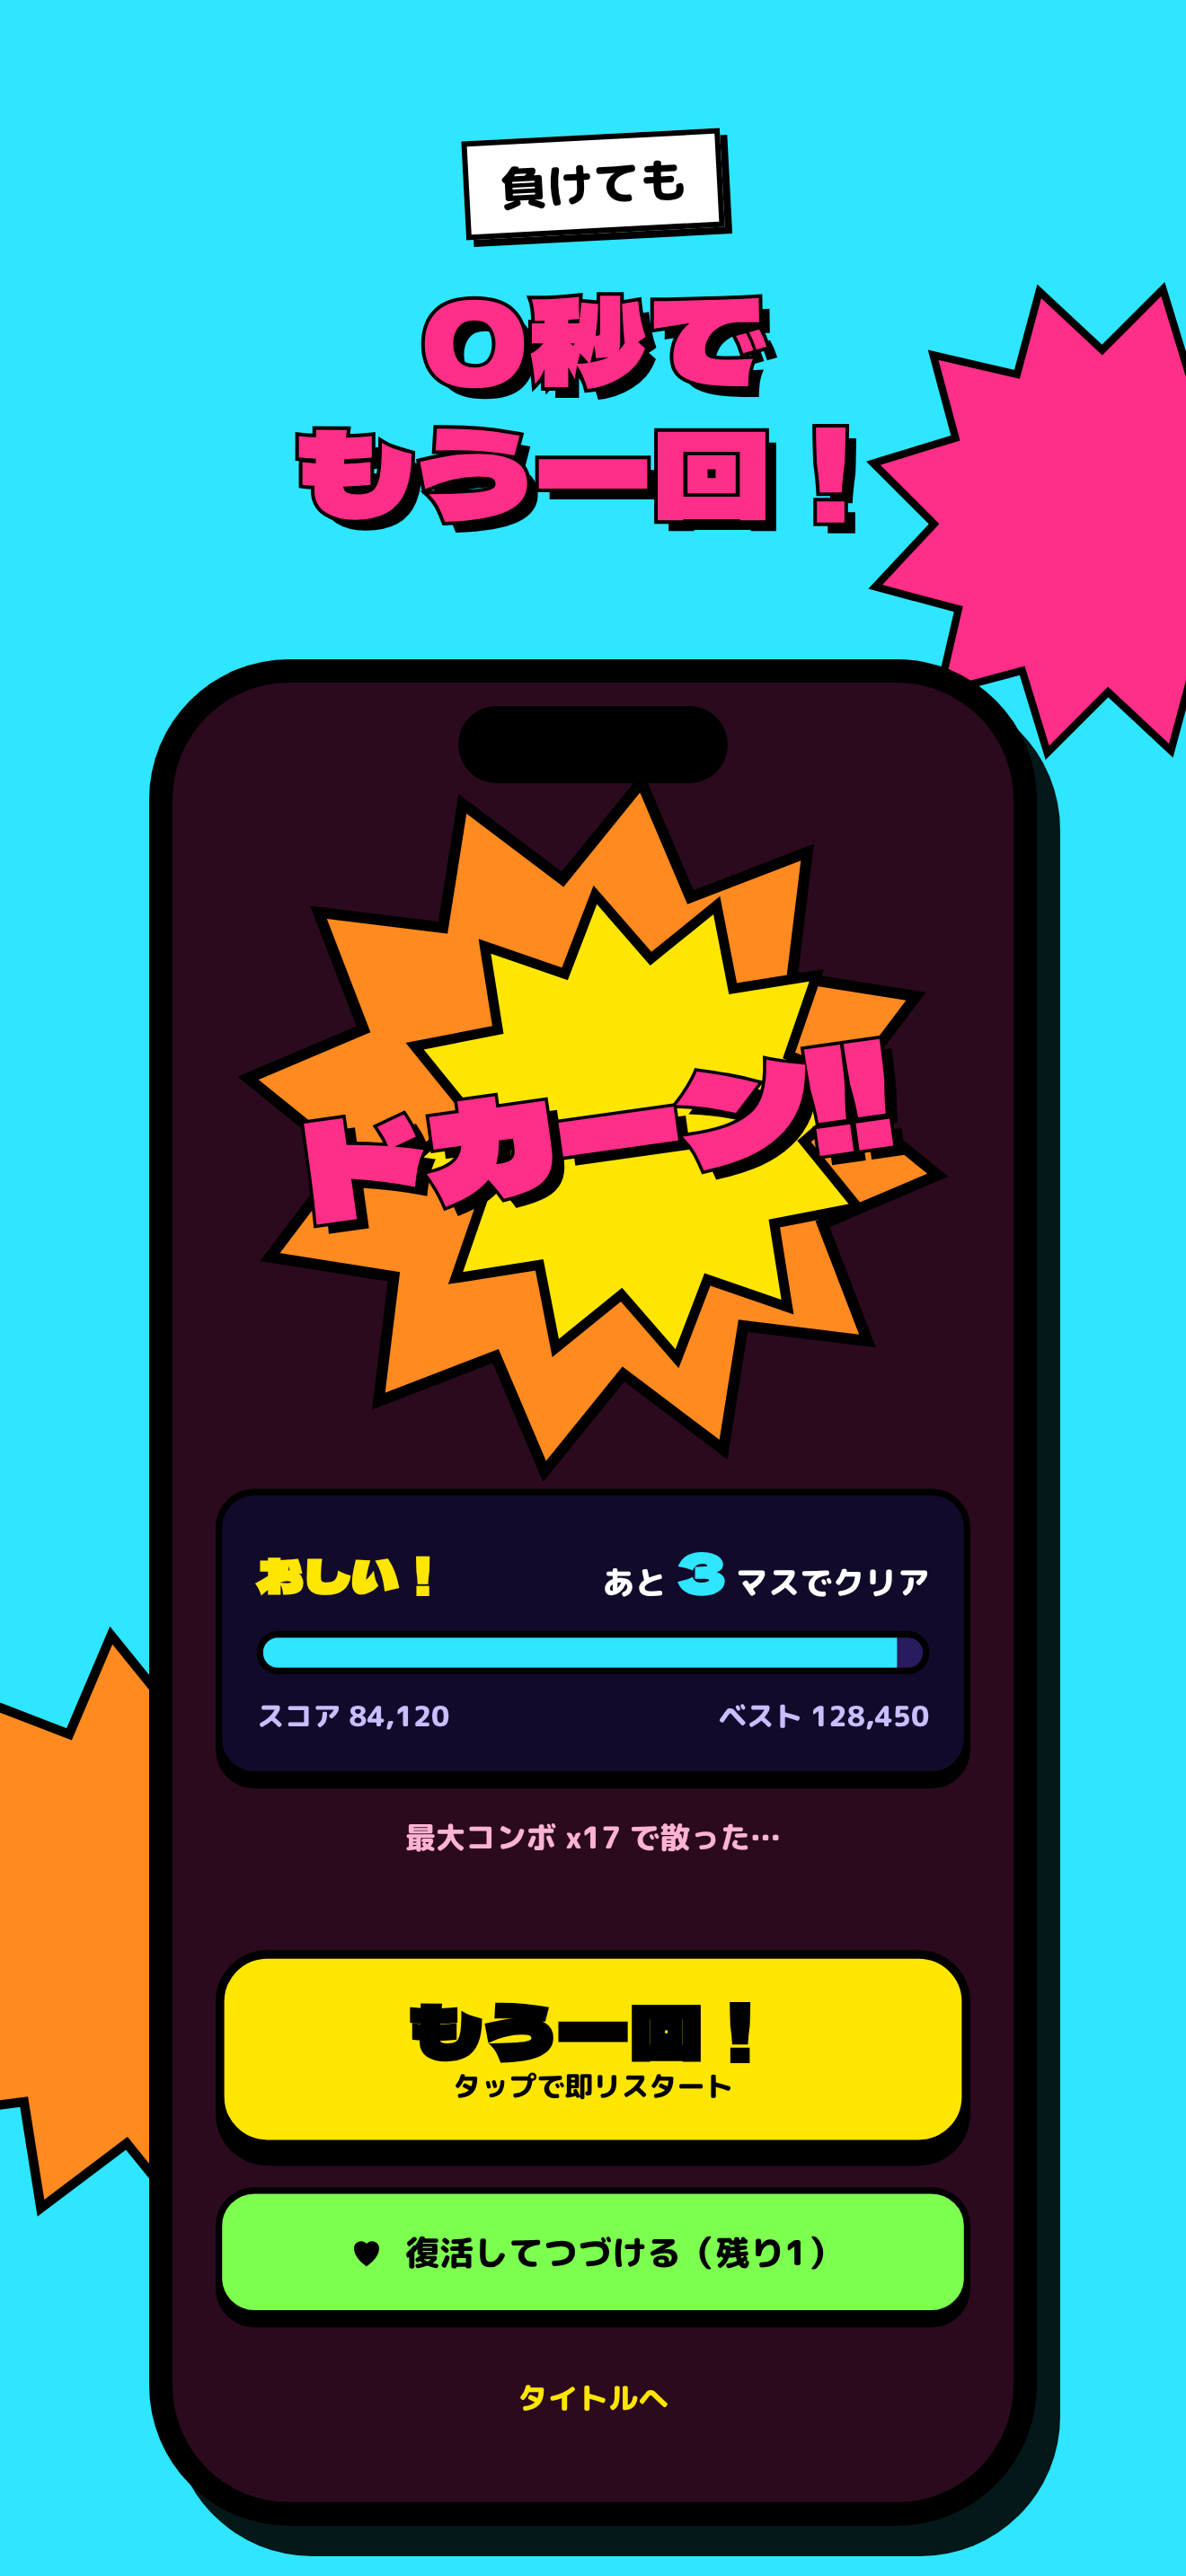 負けても
0秒で
もう一回！
ドカーン!!
おしい！
あと 3 マスでクリア
スコア 84,120
ベスト 128,450
最大コンボ x17 で散った…
もう一回！
タップで即リスタート
♥ 復活してつづける（残り1）
タイトルへ